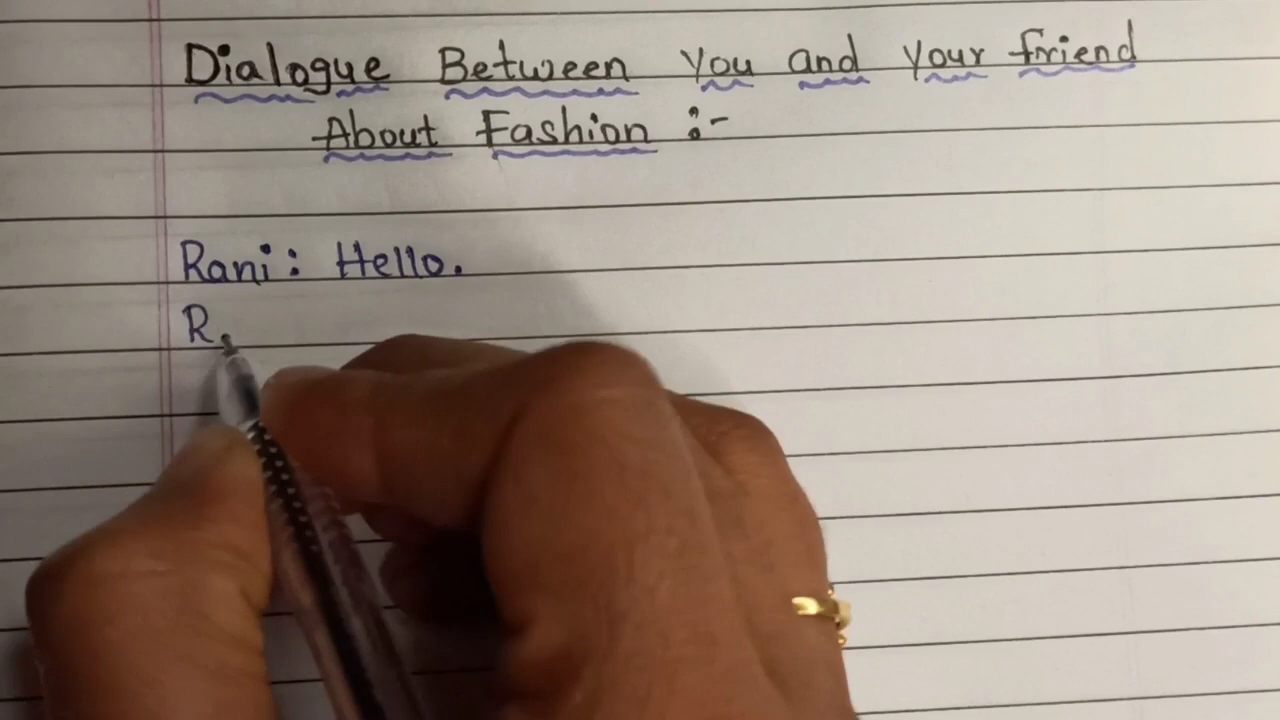 Dialogue Between You and Your friend
About Fashion :-
Rani: Hello.
R